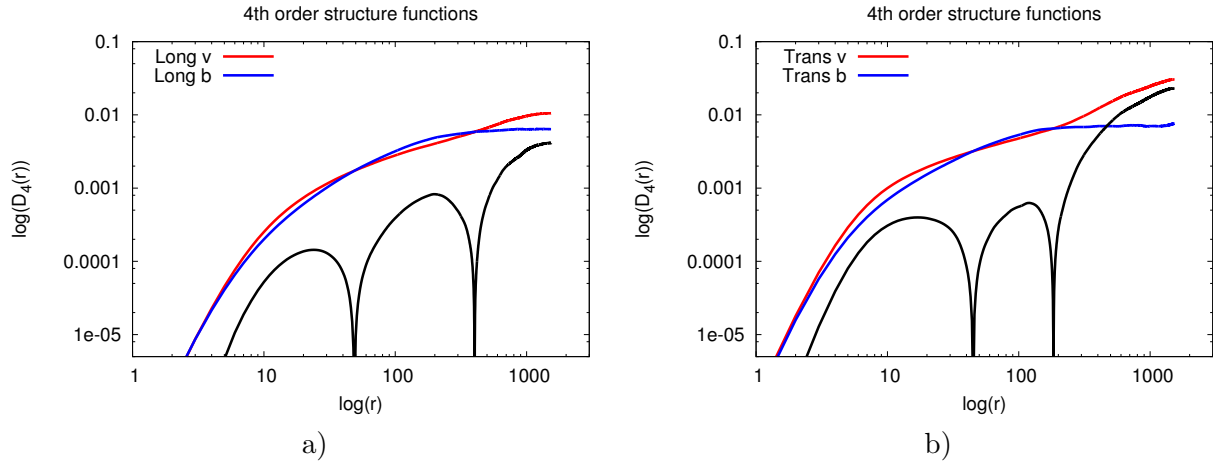 4th order structure functions
0.1
0.01
0.001
0.0001
1e-05
1
10
100
1000
log(D4(r))
log(r)
Long v
Long b
a)
4th order structure functions
0.1
0.01
0.001
0.0001
1e-05
1
10
100
1000
log(D4(r))
log(r)
Trans v
Trans b
b)